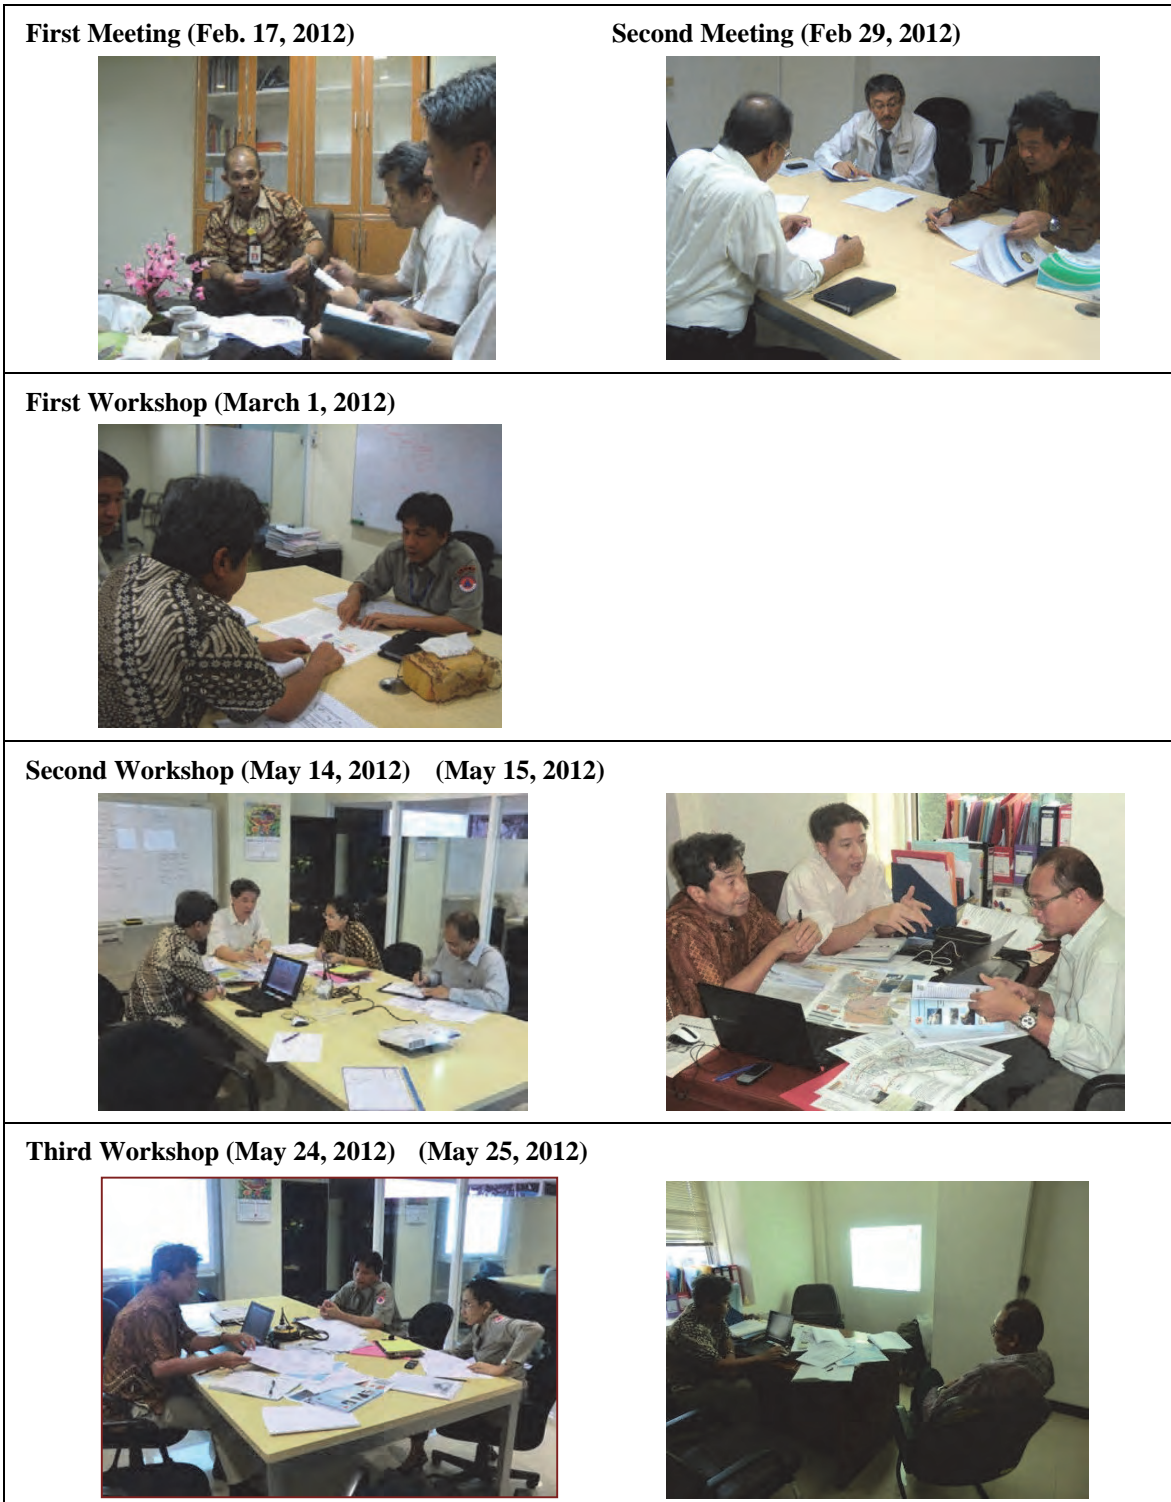 First Meeting (Feb. 17, 2012)
Second Meeting (Feb 29, 2012)
First Workshop (March 1, 2012)
Second Workshop (May 14, 2012) (May 15, 2012)
Third Workshop (May 24, 2012) (May 25, 2012)